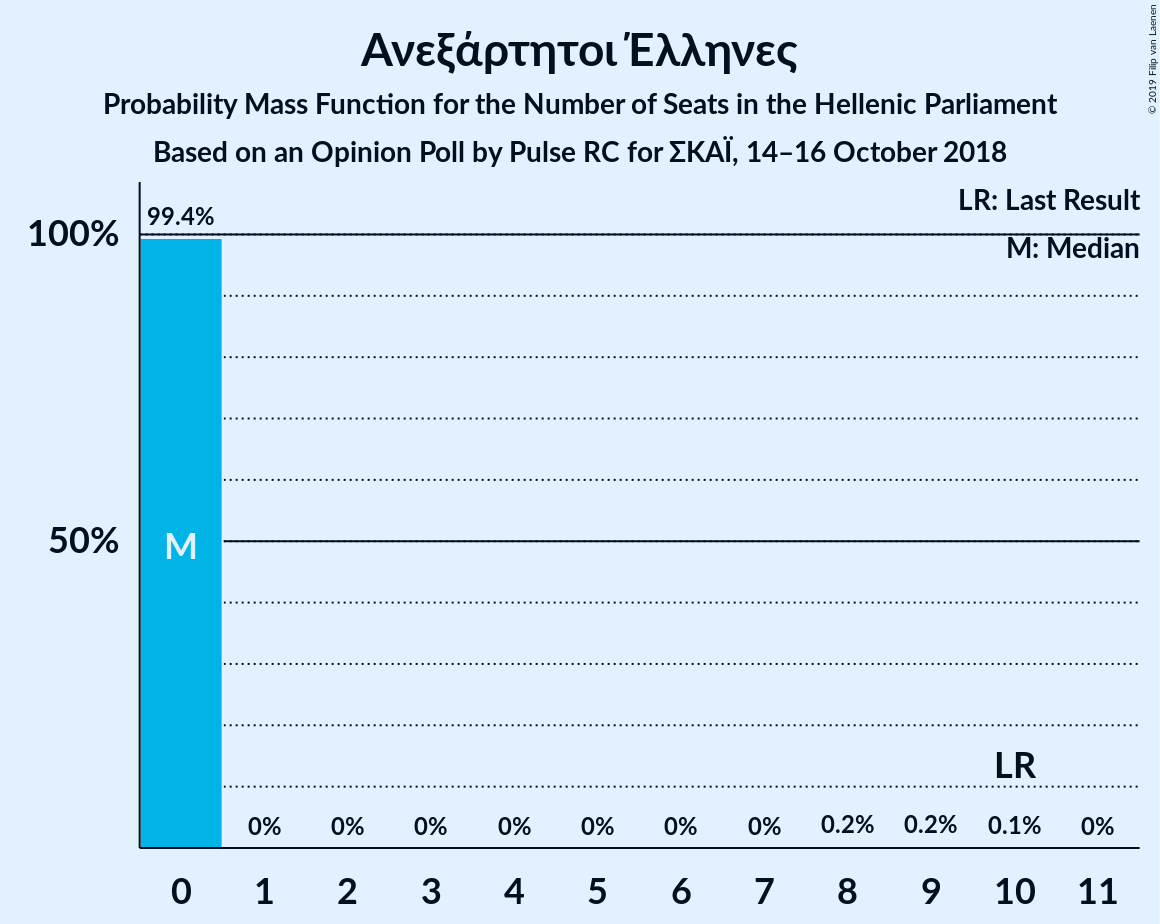 Ανεξάρτητοι Έλληνες
Probability Mass Function for the Number of Seats in the Hellenic Parliament
Based on an Opinion Poll by Pulse RC for ΣΚΑΪ, 14–16 October 2018
© 2019 Filip van Laenen
LR: Last Result
M: Median
99.4%
100%
50%
M
LR
0% 0% 0% 0% 0% 0% 0% 0.2% 0.2% 0.1% 0%
0 1 2 3 4 5 6 7 8 9 10 11